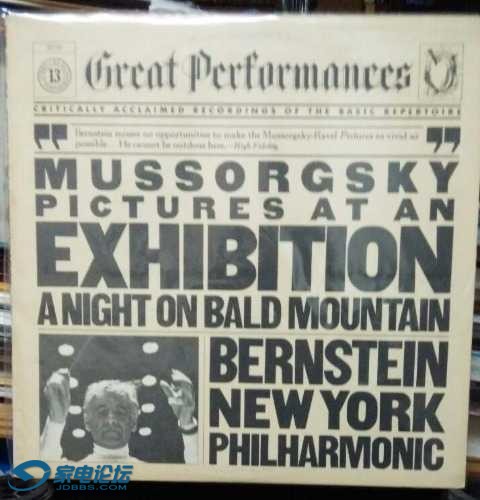 13
Great Performances
CRITICALLY ACCLAIMED RECORDINGS OF THE BASIC REPERTOIRE
Bernstein misses no opportunities to make the Mussorgsky-Ravel Pictures as vivid as
possible... He cannot be outdone here.—High Fidelity
MUSSORGSKY
PICTURES AT AN
EXHIBITION
A NIGHT ON BALD MOUNTAIN
BERNSTEIN
NEW YORK
PHILHARMONIC
家电论坛
JDBBS.COM